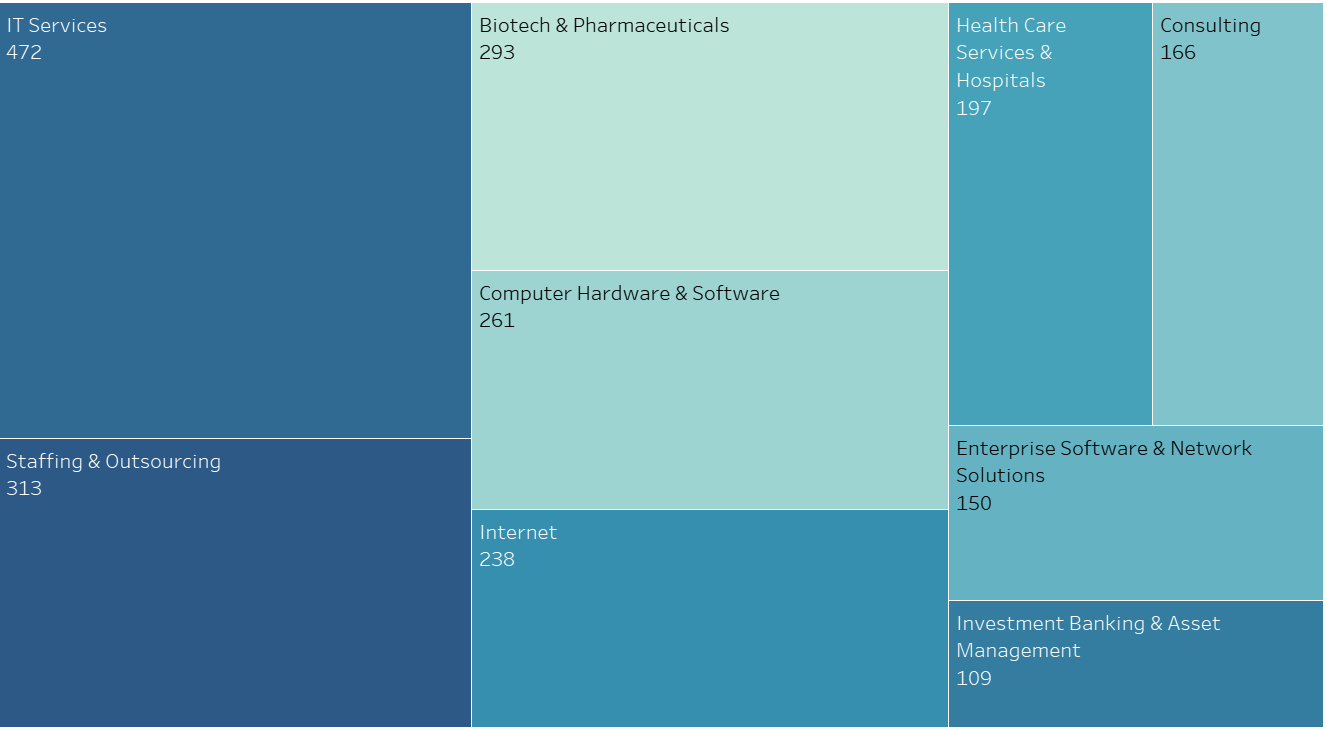 IT Services
472
Staffing & Outsourcing
313
Biotech & Pharmaceuticals
293
Computer Hardware & Software
261
Internet
238
Health Care
Services &
Hospitals
197
Consulting
166
Enterprise Software & Network
Solutions
150
Investment Banking & Asset
Management
109